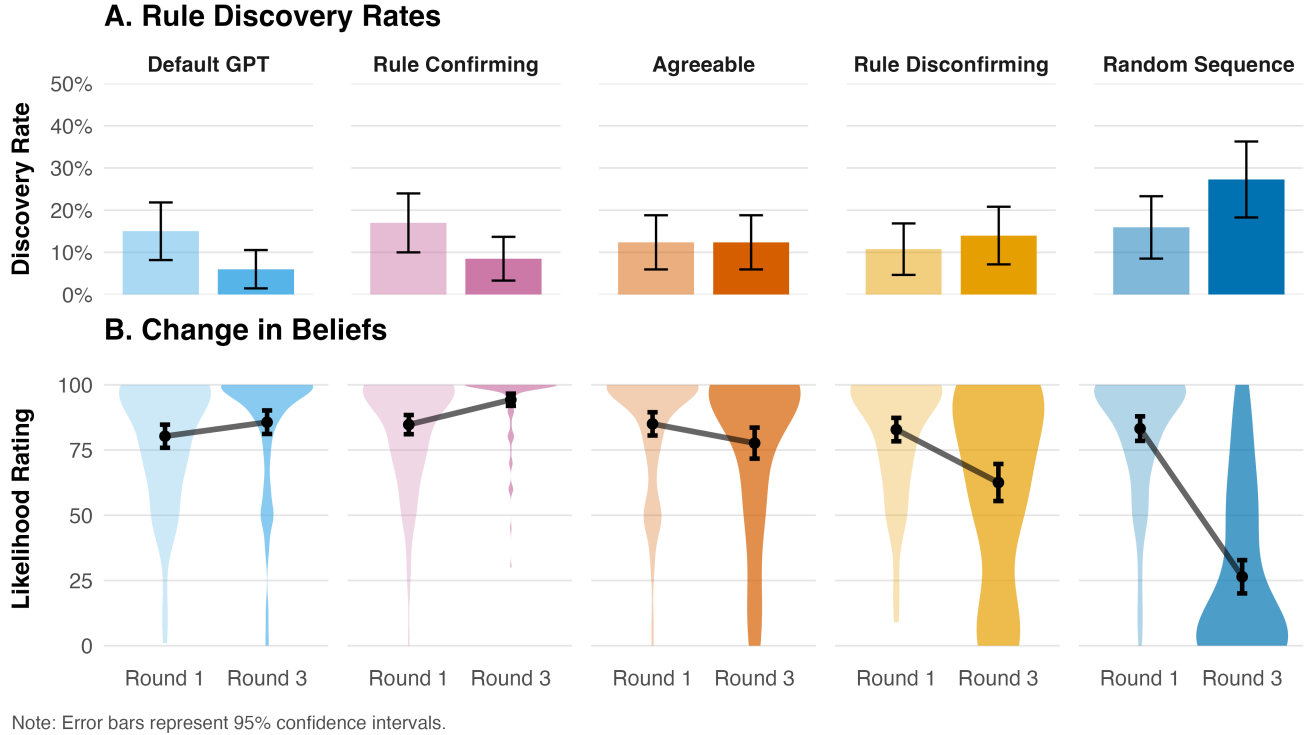 A. Rule Discovery Rates
Default GPT Rule Confirming Agreeable Rule Disconfirming Random Sequence
Discovery Rate
50%
40%
30%
20%
10%
0%
B. Change in Beliefs
Likelihood Rating
100
75
50
25
0
Round 1 Round 3 Round 1 Round 3 Round 1 Round 3 Round 1 Round 3 Round 1 Round 3
Note: Error bars represent 95% confidence intervals.